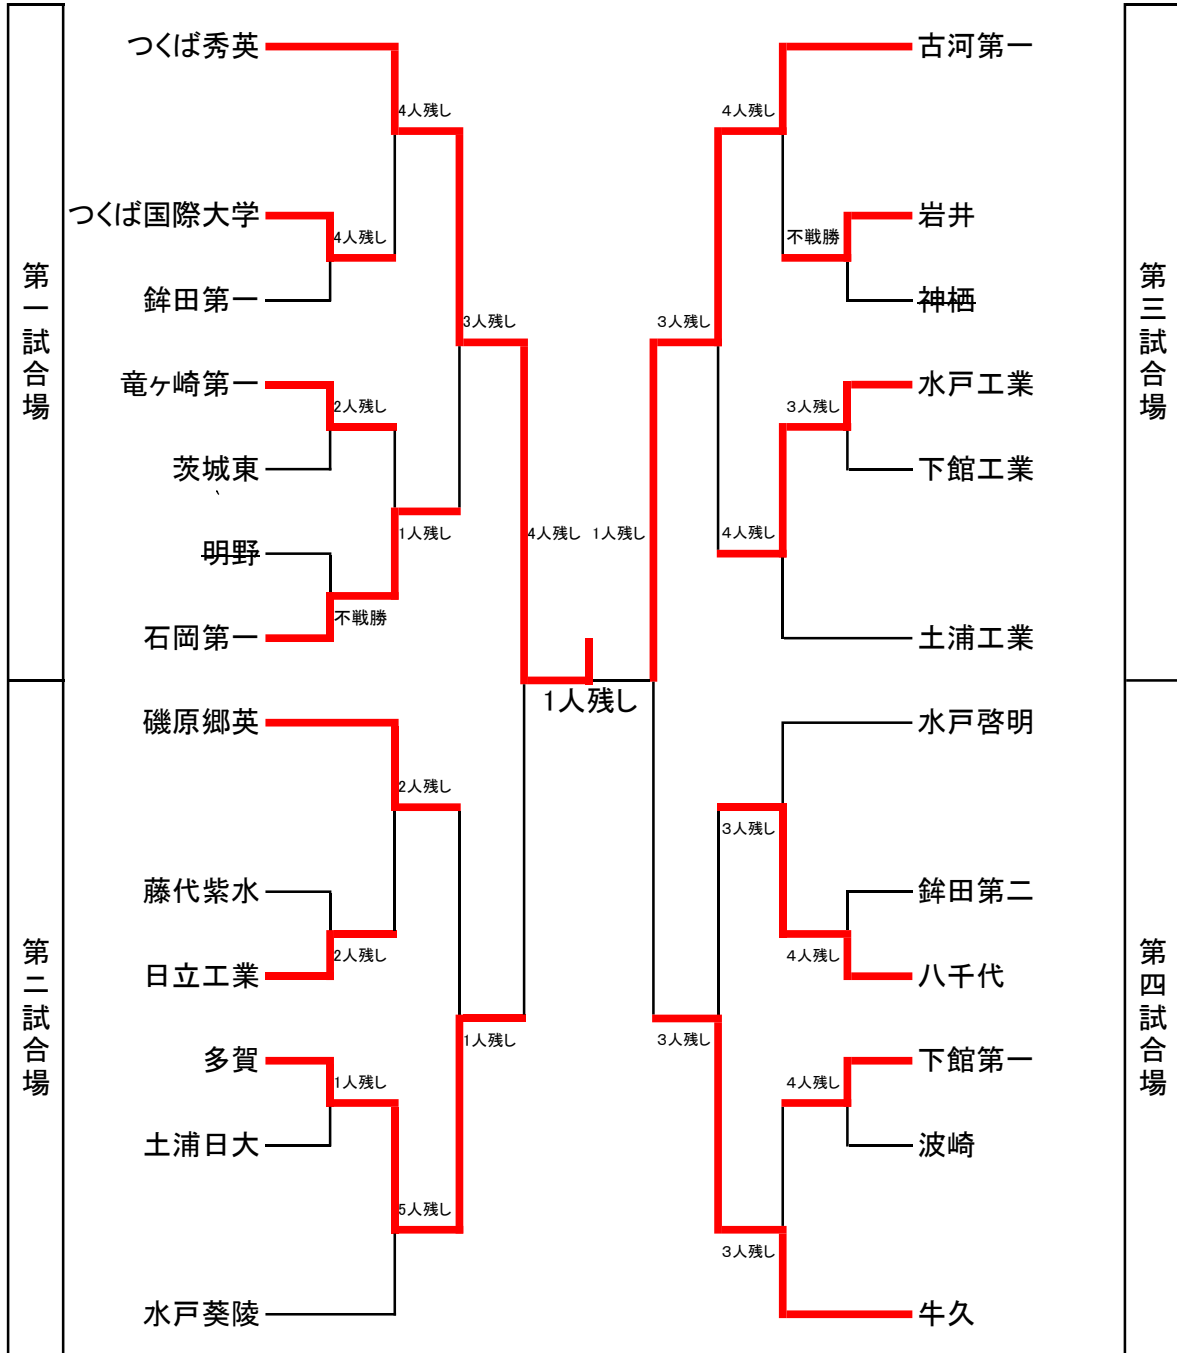 第一試合場
つくば秀英
4人残し
つくば国際大学
4人残し
鉾田第一
3人残し
竜ヶ崎第一
2人残し
茨城東
、
明野
1人残し
4人残し
不戦勝
石岡第一
第二試合場
磯原郷英
2人残し
藤代紫水
2人残し
日立工業
1人残し
多賀
1人残し
土浦日大
5人残し
水戸葵陵
1人残し
第三試合場
古河第一
4人残し
岩井
不戦勝
神栖
3人残し
水戸工業
3人残し
下館工業
1人残し
4人残し
土浦工業
第四試合場
水戸啓明
3人残し
鉾田第二
4人残し
八千代
3人残し
下館第一
4人残し
波崎
3人残し
牛久